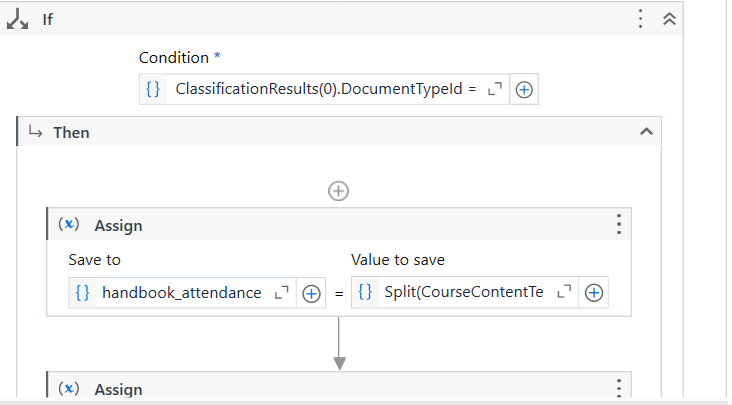 If
Condition *
{} ClassificationResults(0).DocumentTypeId =
Then
(x) Assign
Save to Value to save
{} handbook_attendance = {} Split(CourseContentTe
(x) Assign